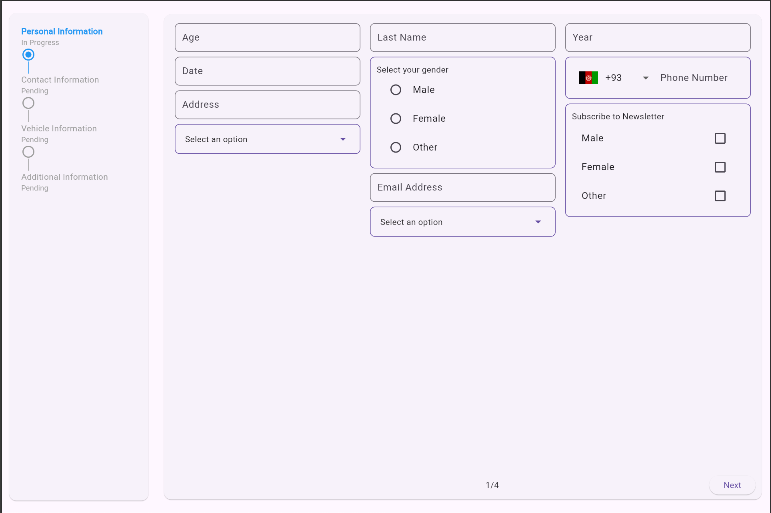 Personal Information
In Progress
Contact Information
Pending
Vehicle Information
Pending
Additional Information
Pending
Age
Date
Address
Select an option
Last Name
Select your gender
Male
Female
Other
Email Address
Select an option
Year
+93 Phone Number
Subscribe to Newsletter
Male
Female
Other
1/4
Next